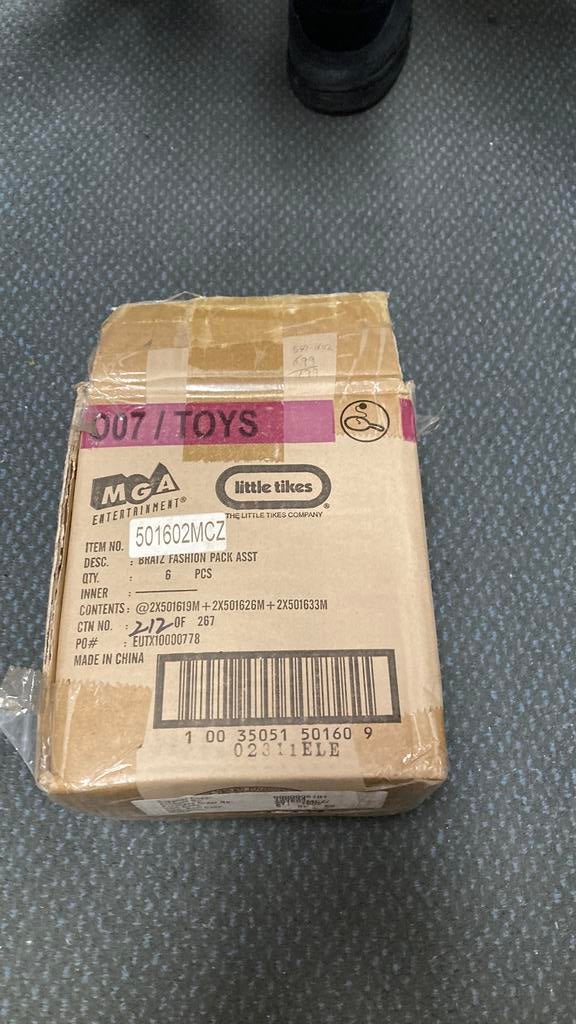 007 / TOYS
MGA
ENTERTAINMENT®
little tikes®
THE LITTLE TIKES COMPANY
ITEM NO. 501602MCZ
DESC. : BRATZ FASHION PACK ASST
QTY. : 6 PCS
INNER :
CONTENTS : @2X501619M+2X501626M+2X501633M
CTN NO. : 212 OF 267
PO# : EUTX10000778
MADE IN CHINA
1 00 35051 50160 9
02311ELE